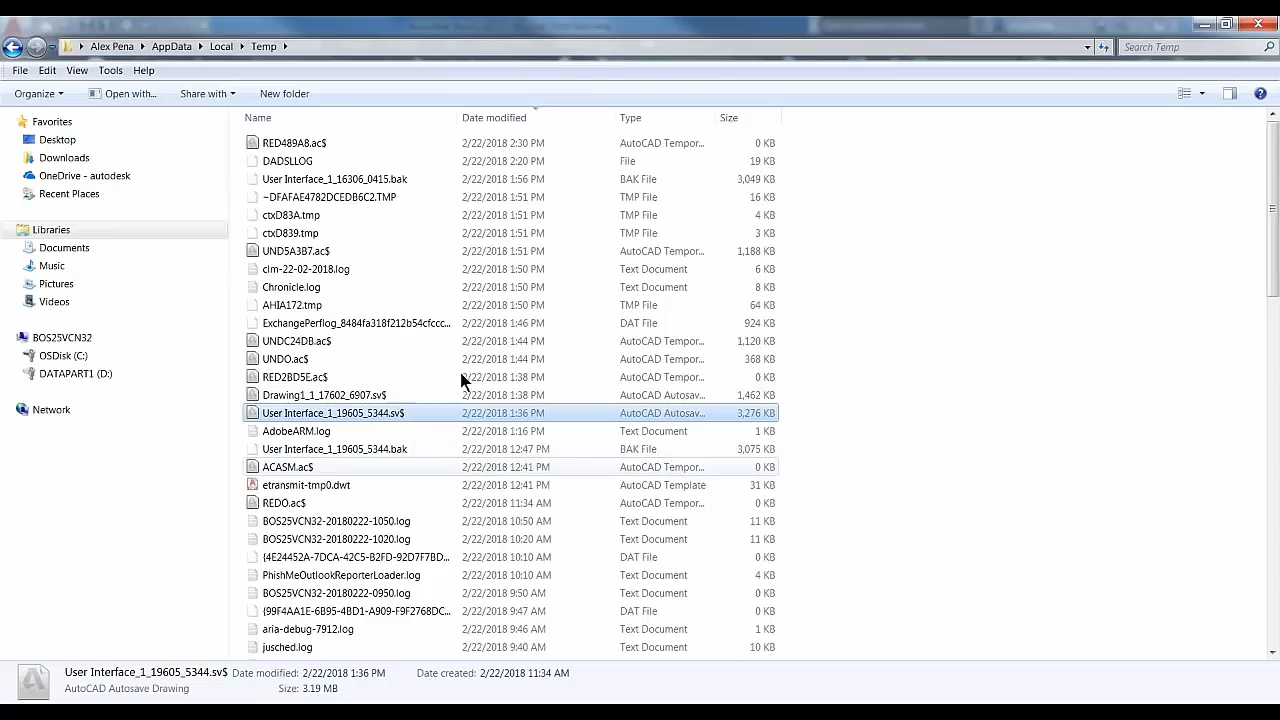 Alex Pena ▸ AppData ▸ Local ▸ Temp ▸ Search Temp
File Edit View Tools Help
Organize Open with... Share with New folder
Name Date modified Type Size
Favorites
Desktop
Downloads
OneDrive - autodesk
Recent Places
Libraries
Documents
Music
Pictures
Videos
BOS25VCN32
OSDisk (C:)
DATAPART1 (D:)
Network
RED489A8.ac$ 2/22/2018 2:30 PM AutoCAD Tempor... 0 KB
DADSLLOG 2/22/2018 2:20 PM File 19 KB
User Interface_1_16306_0415.bak 2/22/2018 1:56 PM BAK File 3,049 KB
~DFAFAE4782DCEDB6C2.TMP 2/22/2018 1:51 PM TMP File 16 KB
ctxD83A.tmp 2/22/2018 1:51 PM TMP File 4 KB
ctxD839.tmp 2/22/2018 1:51 PM TMP File 3 KB
UND5A3B7.ac$ 2/22/2018 1:51 PM AutoCAD Tempor... 1,188 KB
clm-22-02-2018.log 2/22/2018 1:50 PM Text Document 6 KB
Chronicle.log 2/22/2018 1:50 PM Text Document 8 KB
AHIA172.tmp 2/22/2018 1:50 PM TMP File 64 KB
ExchangePerflog_8484fa318f212b54cfccc... 2/22/2018 1:46 PM DAT File 924 KB
UNDC24DB.ac$ 2/22/2018 1:44 PM AutoCAD Tempor... 1,120 KB
UNDO.ac$ 2/22/2018 1:44 PM AutoCAD Tempor... 368 KB
RED2BD5E.ac$ 2/22/2018 1:38 PM AutoCAD Tempor... 0 KB
Drawing1_1_17602_6907.sv$ 2/22/2018 1:38 PM AutoCAD Autosav... 1,462 KB
User Interface_1_19605_5344.sv$ 2/22/2018 1:36 PM AutoCAD Autosav... 3,276 KB
AdobeARM.log 2/22/2018 1:16 PM Text Document 1 KB
User Interface_1_19605_5344.bak 2/22/2018 12:47 PM BAK File 3,075 KB
ACASM.ac$ 2/22/2018 12:41 PM AutoCAD Tempor... 0 KB
etransmit-tmp0.dwt 2/22/2018 12:41 PM AutoCAD Template 31 KB
REDO.ac$ 2/22/2018 11:34 AM AutoCAD Tempor... 0 KB
BOS25VCN32-20180222-1050.log 2/22/2018 10:50 AM Text Document 11 KB
BOS25VCN32-20180222-1020.log 2/22/2018 10:20 AM Text Document 11 KB
{4E24452A-7DCA-42C5-B2FD-92D7F7BD... 2/22/2018 10:10 AM DAT File 0 KB
PhishMeOutlookReporterLoader.log 2/22/2018 10:10 AM Text Document 4 KB
BOS25VCN32-20180222-0950.log 2/22/2018 9:50 AM Text Document 0 KB
{99F4AA1E-6B95-4BD1-A909-F9F2768DC... 2/22/2018 9:47 AM DAT File 0 KB
aria-debug-7912.log 2/22/2018 9:46 AM Text Document 1 KB
jusched.log 2/22/2018 9:40 AM Text Document 10 KB
User Interface_1_19605_5344.sv$ Date modified: 2/22/2018 1:36 PM Date created: 2/22/2018 11:34 AM
AutoCAD Autosave Drawing Size: 3.19 MB